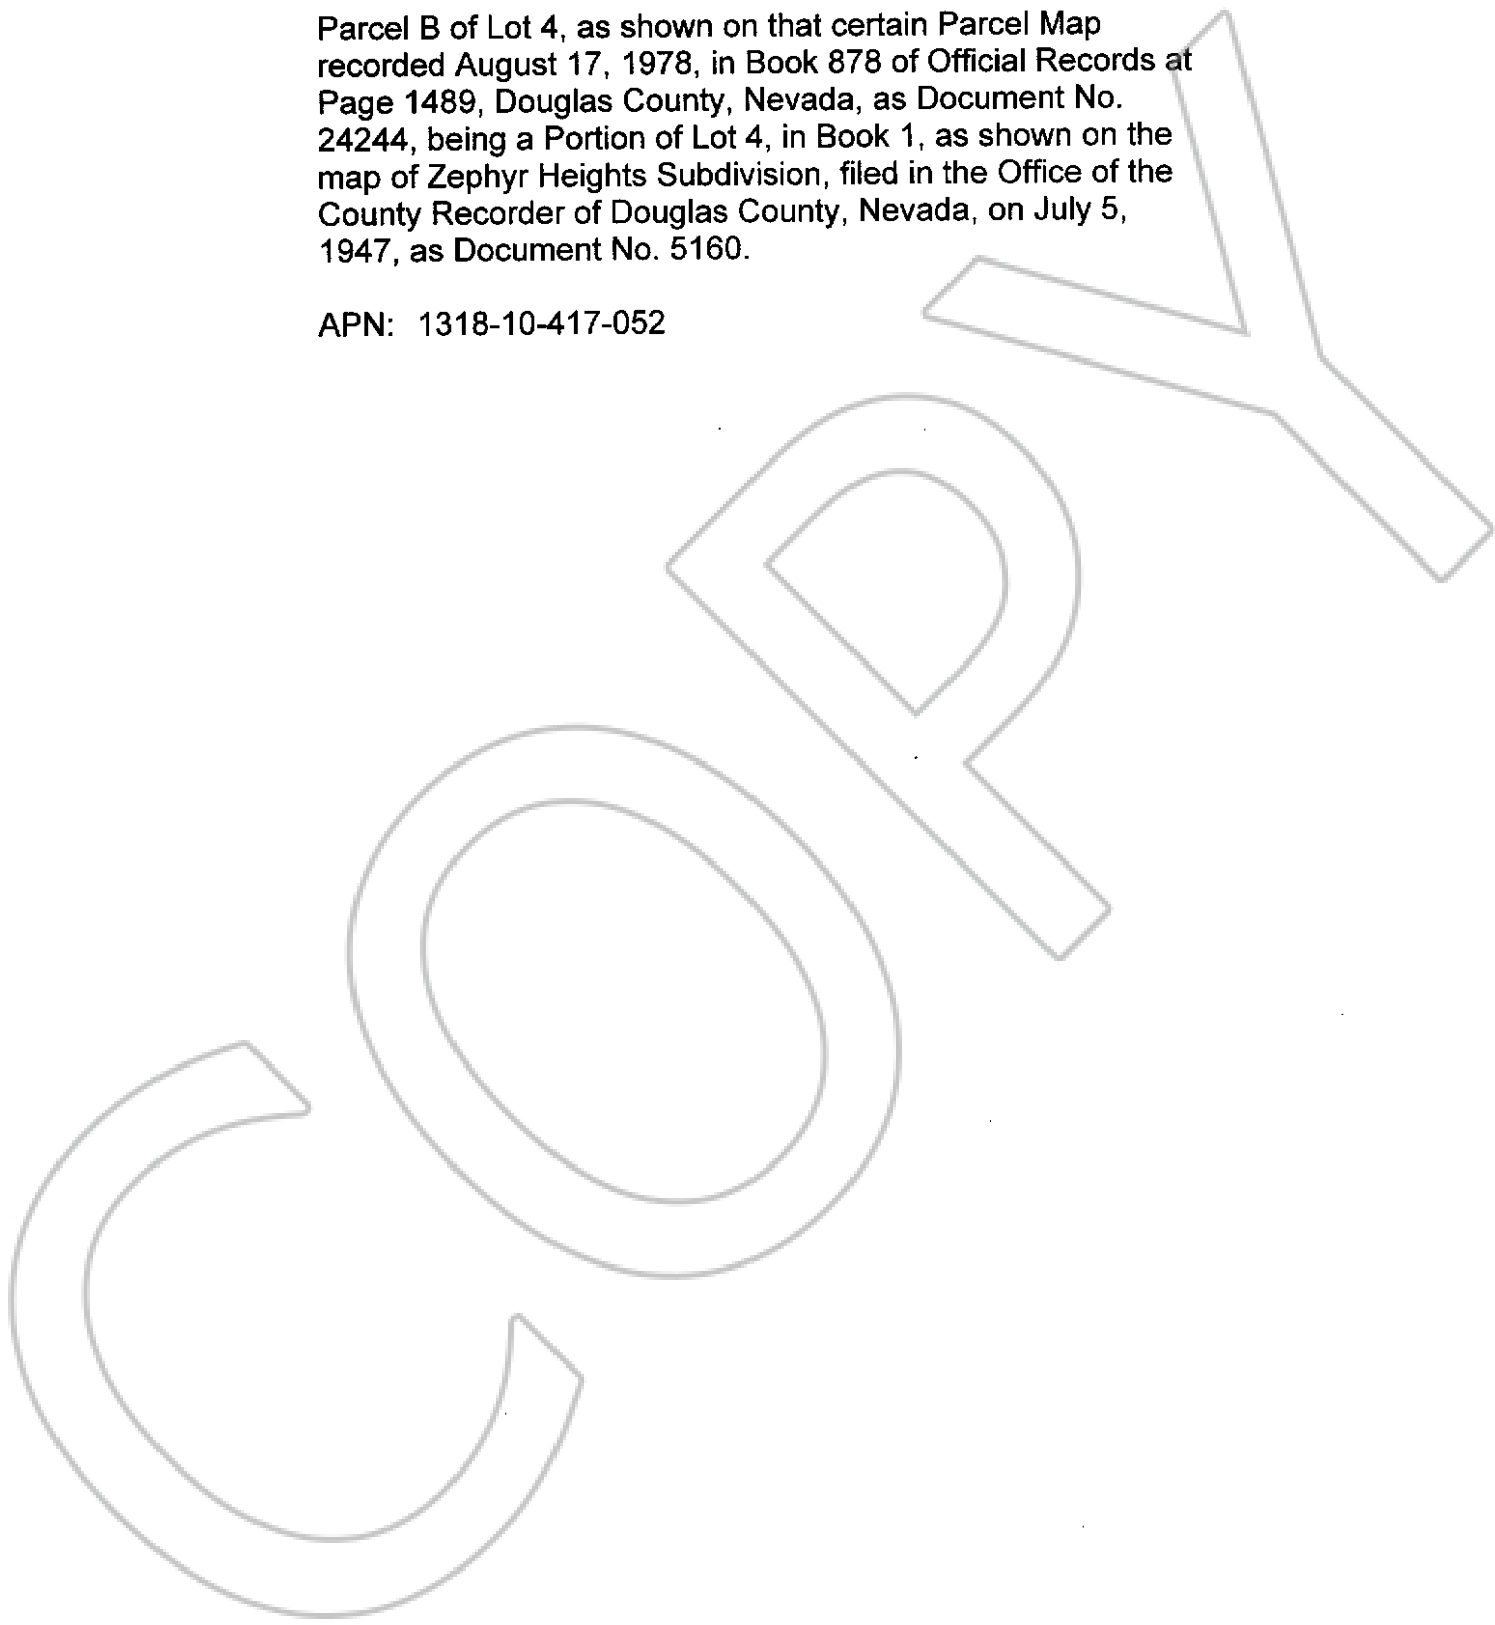 Parcel B of Lot 4, as shown on that certain Parcel Map
recorded August 17, 1978, in Book 878 of Official Records at
Page 1489, Douglas County, Nevada, as Document No.
24244, being a Portion of Lot 4, in Book 1, as shown on the
map of Zephyr Heights Subdivision, filed in the Office of the
County Recorder of Douglas County, Nevada, on July 5,
1947, as Document No. 5160.
APN: 1318-10-417-052
COPY